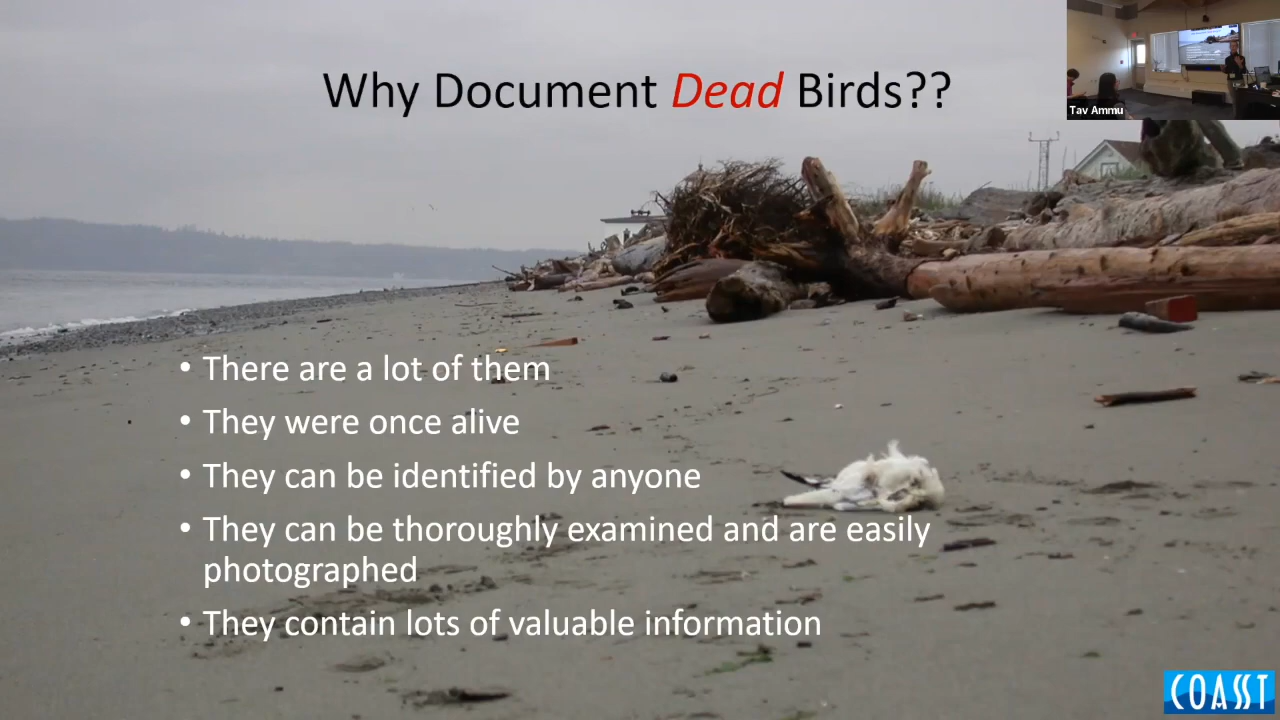 Why Document Dead Birds??
Tav Ammu
• There are a lot of them
• They were once alive
• They can be identified by anyone
• They can be thoroughly examined and are easily
photographed
• They contain lots of valuable information
COASST